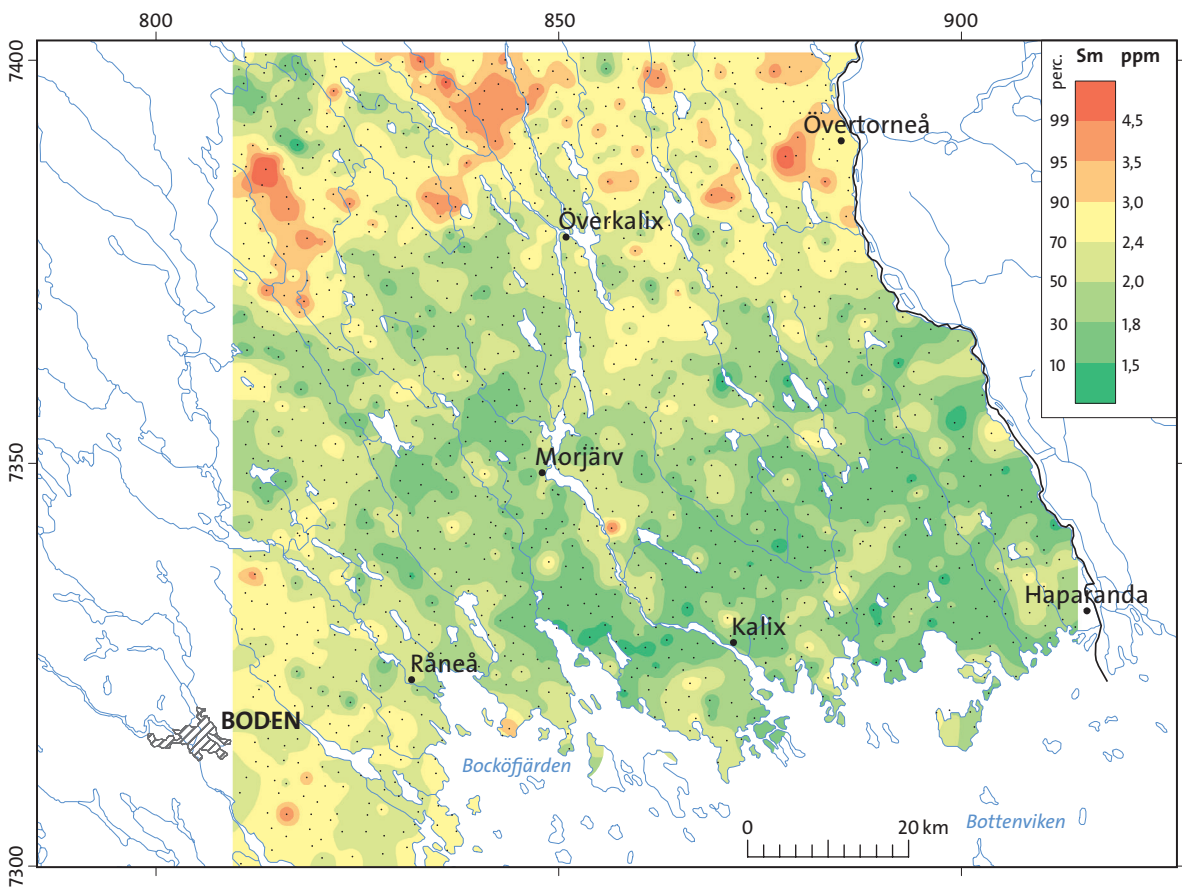 800
850
900
7400
7350
7300
perc.
Sm
ppm
99
4,5
95
3,5
90
3,0
70
2,4
50
2,0
30
1,8
10
1,5
Övertorneå
Överkalix
Morjärv
Haparanda
Kalix
Råneå
BODEN
Bocköfjärden
Bottenviken
0
20 km